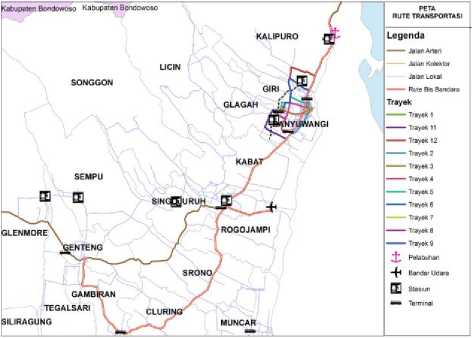 Kabupaten Bondowoso
Kabupaten Bondowoso
KALIPURO
LICIN
SONGGON
GIRI
GLAGAH
BANYUWANGI
KABAT
SEMPU
SINGOJURUH
GLENMORE
ROGOJAMPI
GENTENG
SRONO
GAMBIRAN
TEGALSARI
CLURING
SILIRAGUNG
MUNCAR
PETA
RUTE TRANSPORTASI
Legenda
Jalan Arteri
Jalan Kolektor
Jalan Lokal
Rute Bis Bandara
Trayek
Trayek 1
Trayek 11
Trayek 12
Trayek 2
Trayek 3
Trayek 4
Trayek 5
Trayek 6
Trayek 7
Trayek 8
Trayek 9
Pelabuhan
Bandar Udara
Stasiun
Terminal